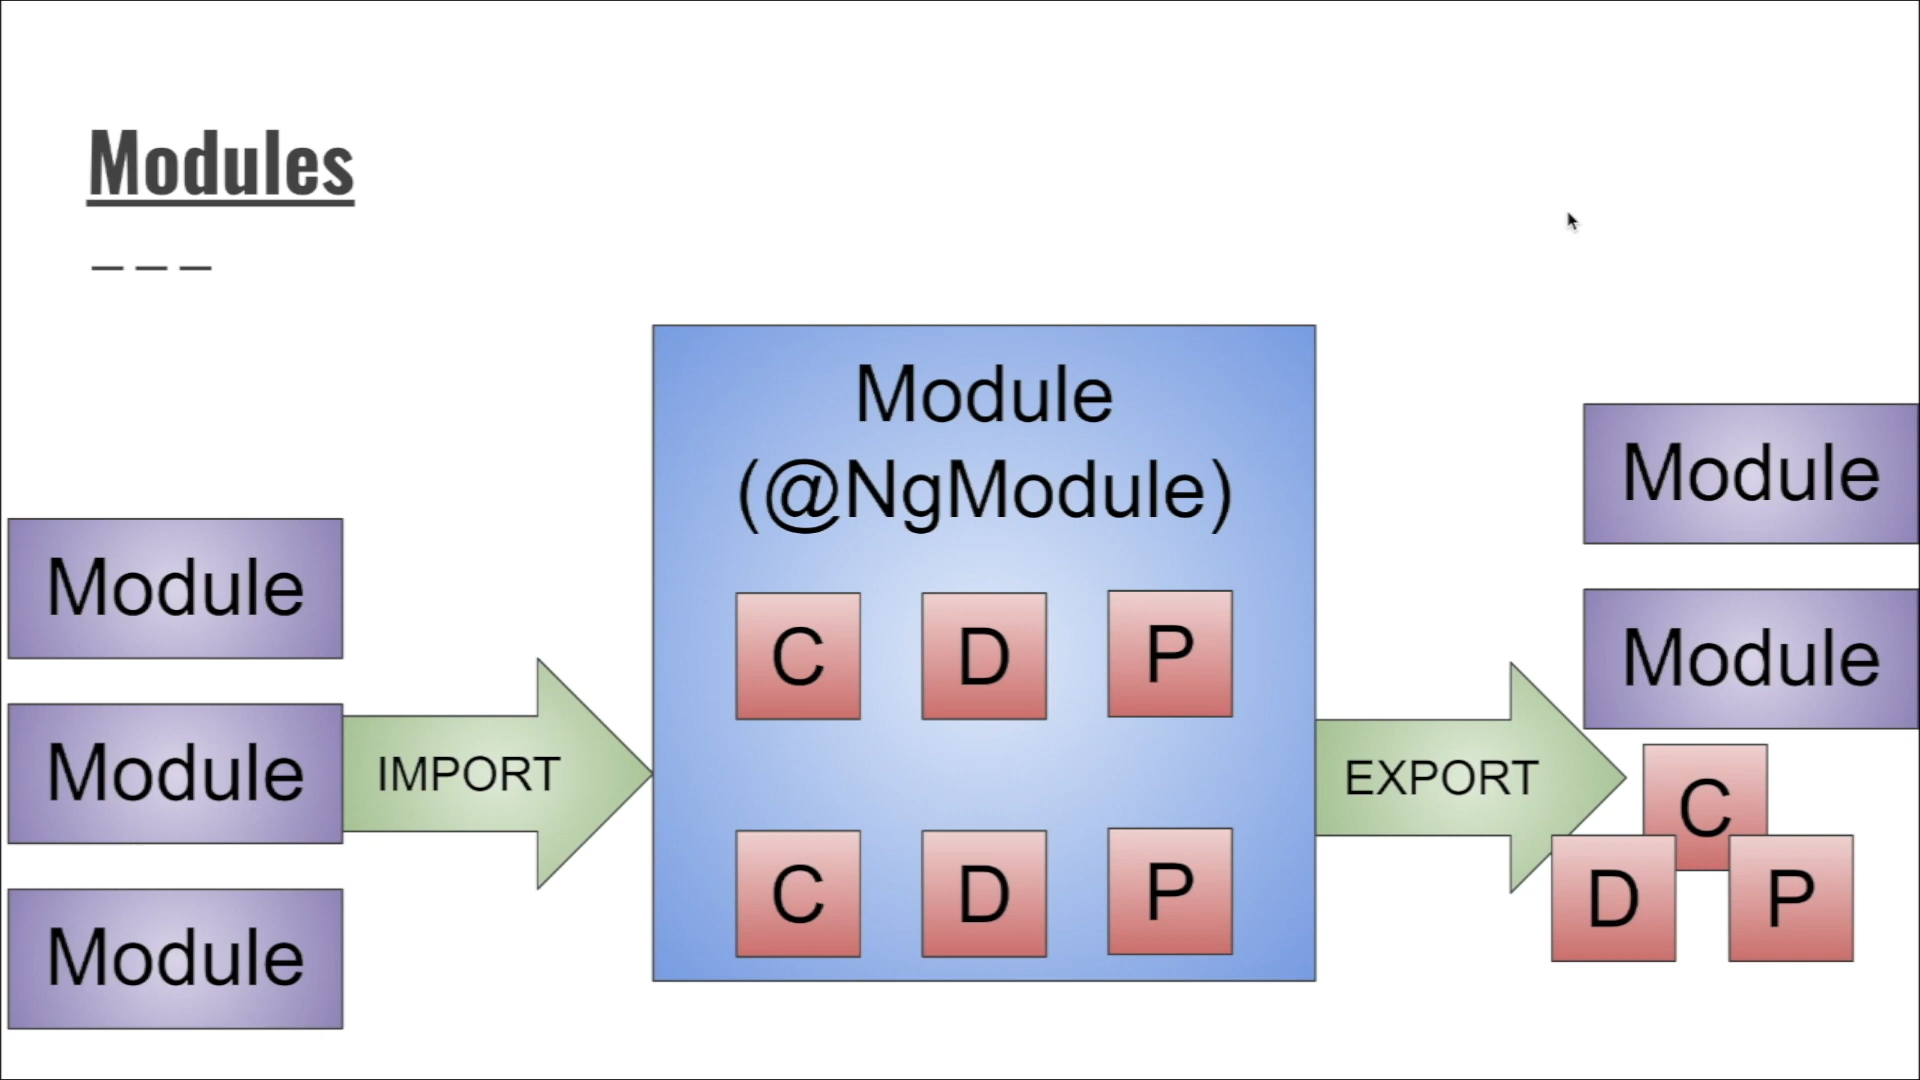 Modules
Module
(@NgModule)
Module
Module
Module
IMPORT
C D P
C D P
EXPORT
Module
Module
C
D P